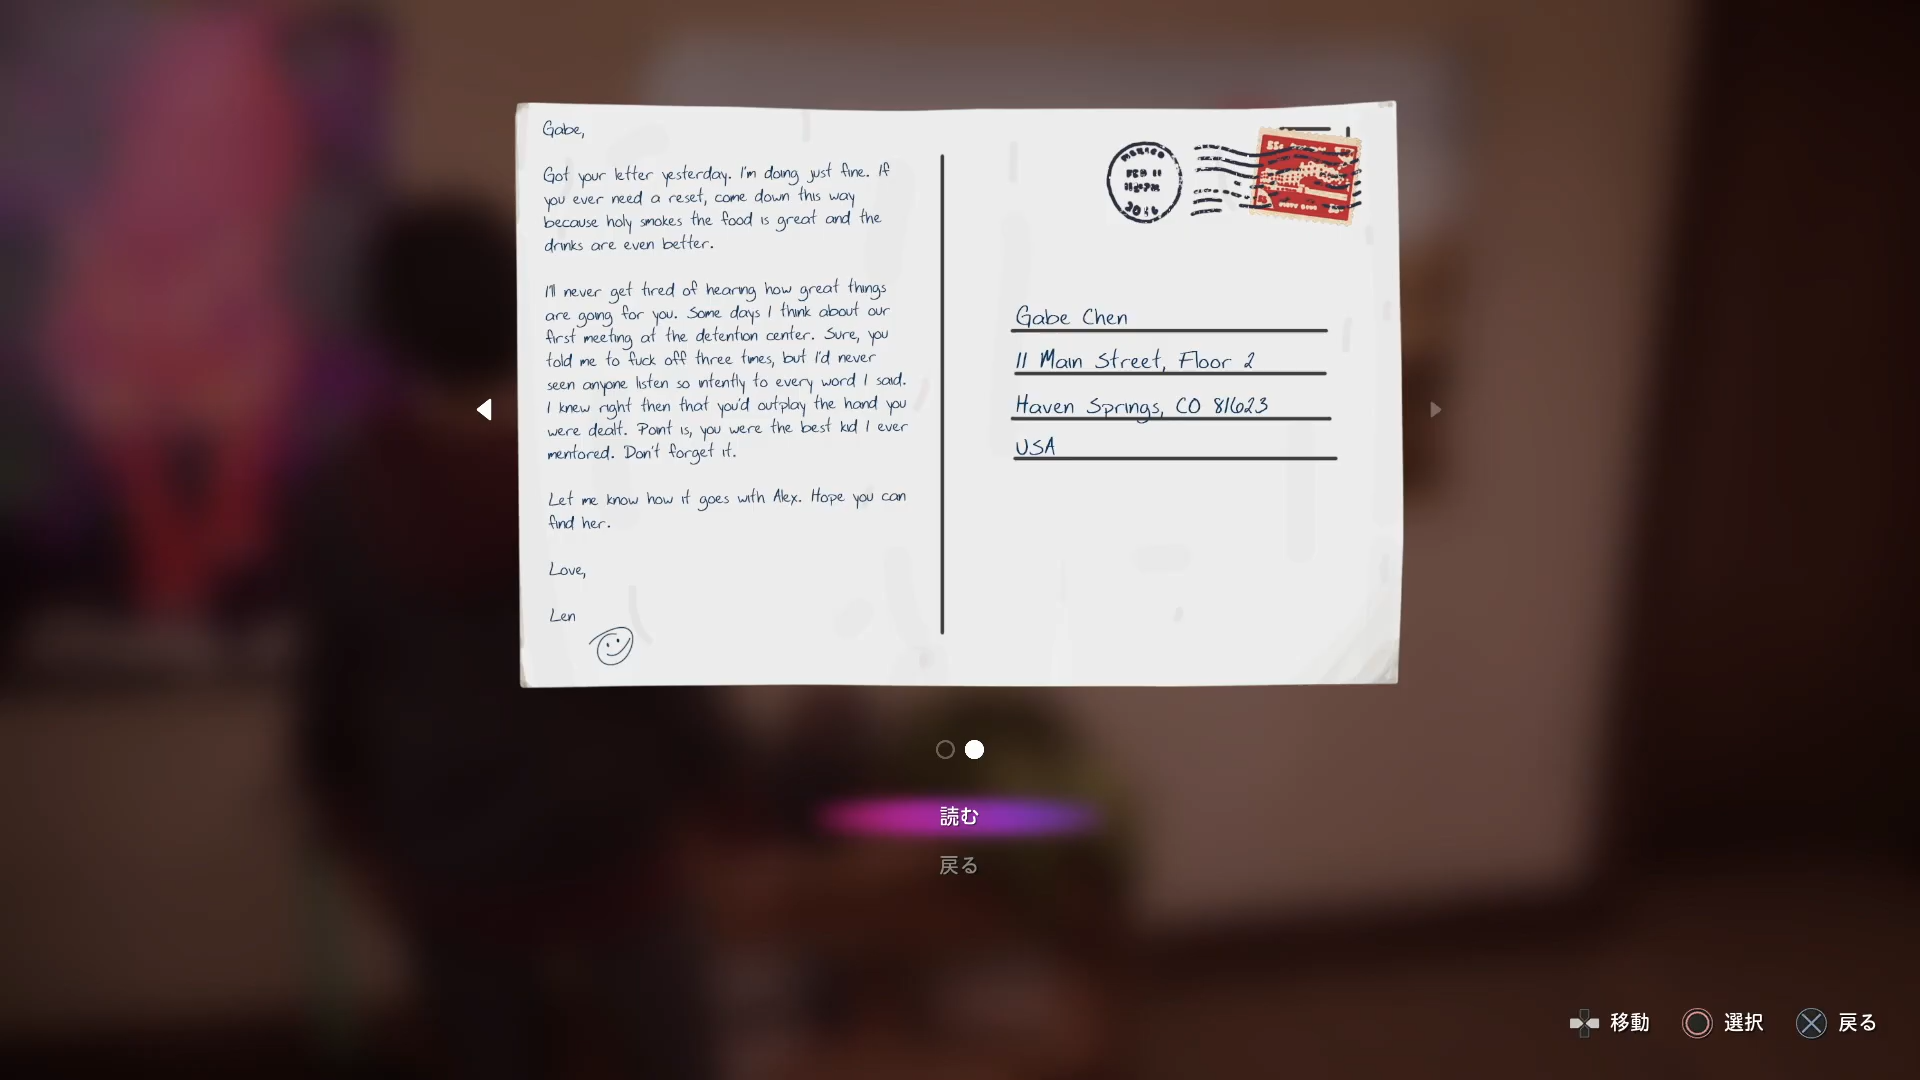 Gabe,
Got your letter yesterday. I'm doing just fine. If
you ever need a reset, come down this way
because holy smokes the food is great and the
drinks are even better.
I'll never get tired of hearing how great things
are going for you. Some days I think about our
first meeting at the detention center. Sure, you
told me to fuck off three times, but I'd never
seen anyone listen so intently to every word I said.
I knew right then that you'd outplay the hand you
were dealt. Point is, you were the best kid I ever
mentored. Don't forget it.
Let me know how it goes with Alex. Hope you can
find her.
Love,
Len
MEXICO
FEB 11
Gabe Chen
11 Main Street, Floor 2
Haven Springs, CO 81623
USA
読む
戻る
移動 選択 戻る